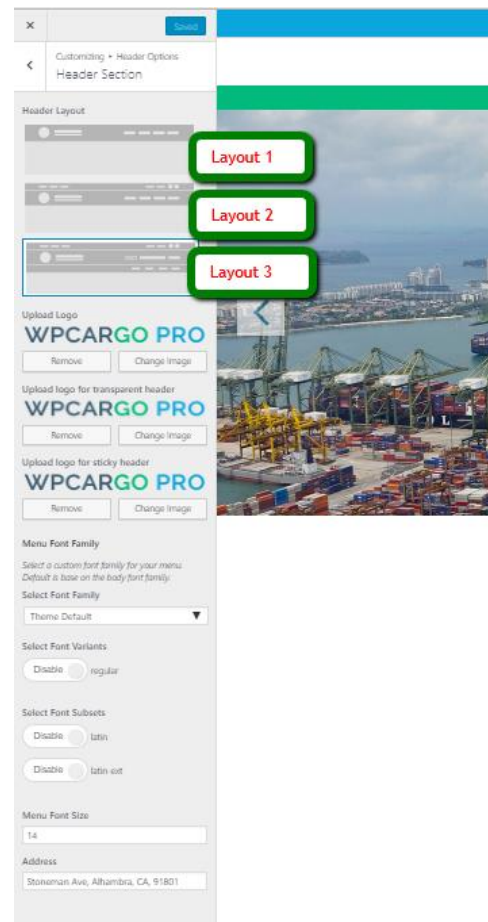 × Saved
Customizing • Header Options
Header Section
Header Layout
Layout 1
Layout 2
Layout 3
Upload Logo
WPCARGO PRO
Remove Change Image
Upload logo for transparent header
WPCARGO PRO
Remove Change Image
Upload logo for sticky header
WPCARGO PRO
Remove Change Image
Menu Font Family
Select a custom font family for your menu.
Default is base on the body font family.
Select Font Family
Theme Default
Select Font Variants
Disable regular
Select Font Subsets
Disable latin
Disable latin-ext
Menu Font Size
14
Address
Stoneman Ave, Alhambra, CA, 91801